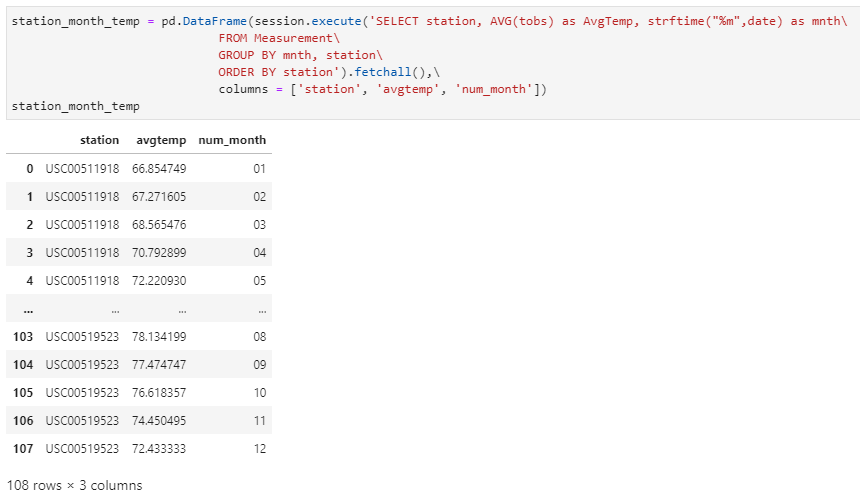 station_month_temp = pd.DataFrame(session.execute('SELECT station, AVG(tobs) as AvgTemp, strftime("%m",date) as mnth\
FROM Measurement\
GROUP BY mnth, station\
ORDER BY station').fetchall(),\
columns = ['station', 'avgtemp', 'num_month'])
station_month_temp
station avgtemp num_month
0 USC00511918 66.854749 01
1 USC00511918 67.271605 02
2 USC00511918 68.565476 03
3 USC00511918 70.792899 04
4 USC00511918 72.220930 05
... ... ... ...
103 USC00519523 78.134199 08
104 USC00519523 77.474747 09
105 USC00519523 76.618357 10
106 USC00519523 74.450495 11
107 USC00519523 72.433333 12
108 rows × 3 columns